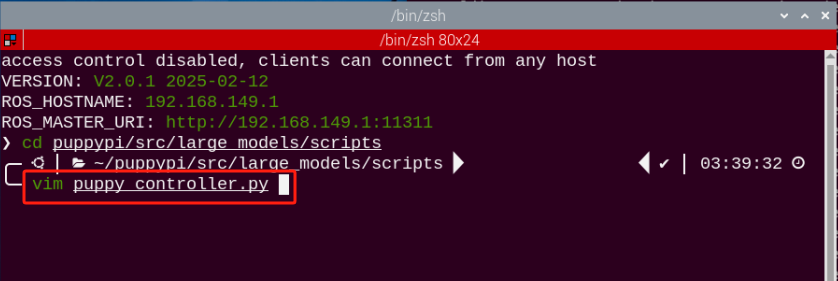 /bin/zsh
/bin/zsh 80x24
access control disabled, clients can connect from any host
VERSION: V2.0.1 2025-02-12
ROS_HOSTNAME: 192.168.149.1
ROS_MASTER_URI: http://192.168.149.1:11311
❯ cd puppypi/src/large_models/scripts
~/puppypi/src/large_models/scripts ✔ | 03:39:32
vim puppy_controller.py